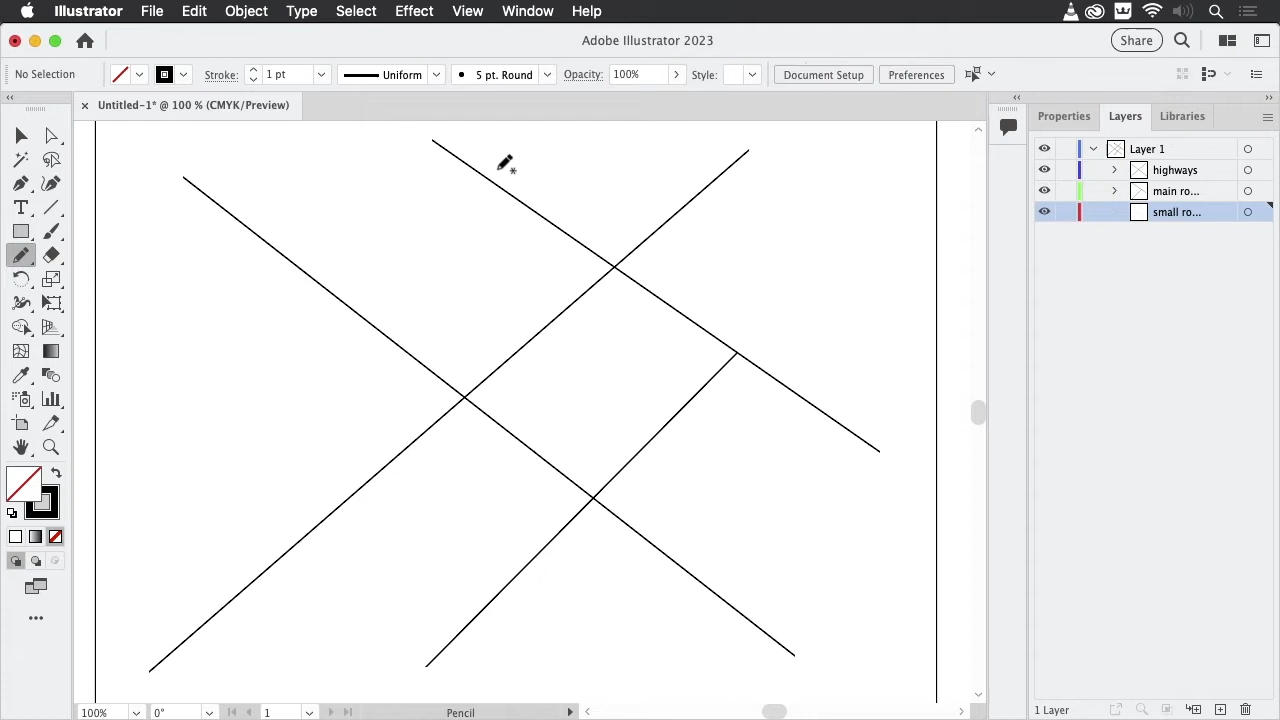 Illustrator File Edit Object Type Select Effect View Window Help
Adobe Illustrator 2023
Share
No Selection
Stroke:
1 pt
Uniform
5 pt. Round
Opacity:
100%
Style:
Document Setup
Preferences
Untitled-1* @ 100 % (CMYK/Preview)
Properties
Layers
Libraries
Layer 1
highways
main ro...
small ro...
100%
0°
1
Pencil
1 Layer